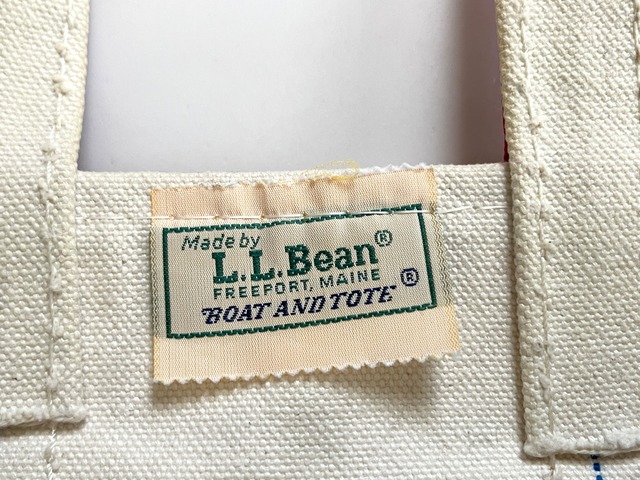 Made by
L.L.Bean®
FREEPORT, MAINE
BOAT AND TOTE®